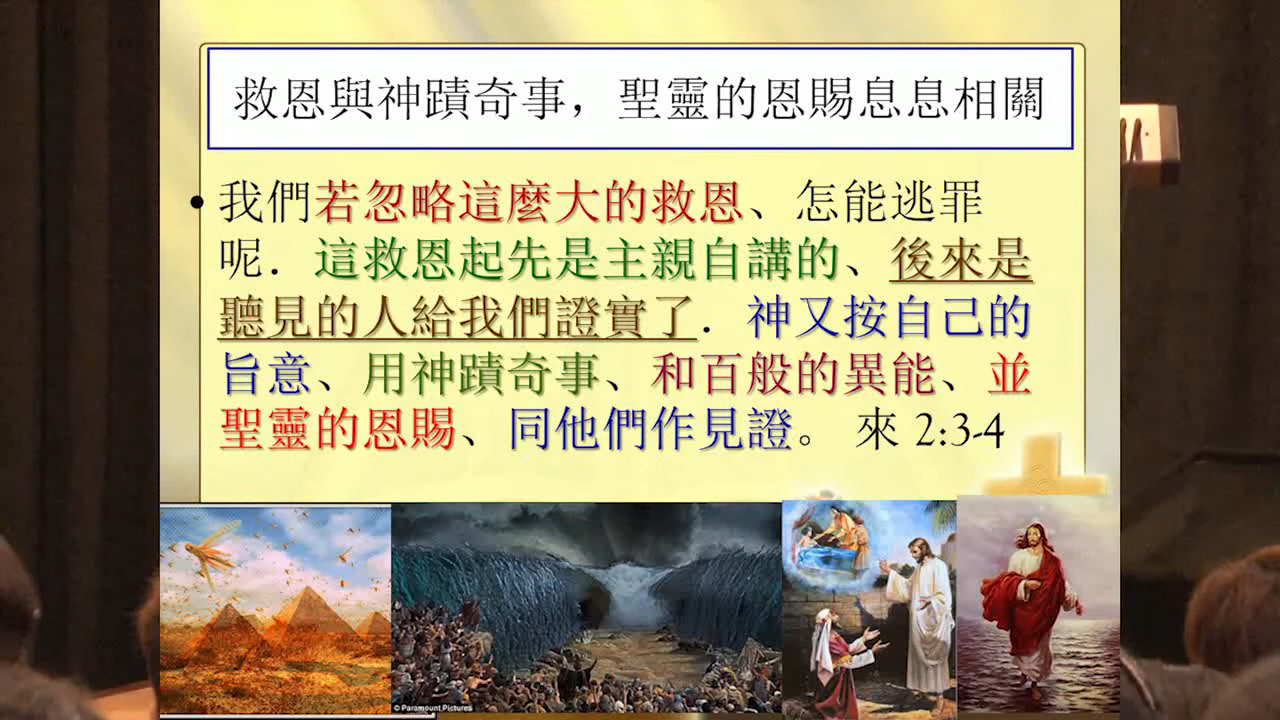 救恩與神蹟奇事，聖靈的恩賜息息相關
• 我們若忽略這麼大的救恩、怎能逃罪
呢．這救恩起先是主親自講的、後來是
聽見的人給我們證實了．神又按自己的
旨意、用神蹟奇事、和百般的異能、並
聖靈的恩賜、同他們作見證。 來 2:3-4
© Paramount Pictures